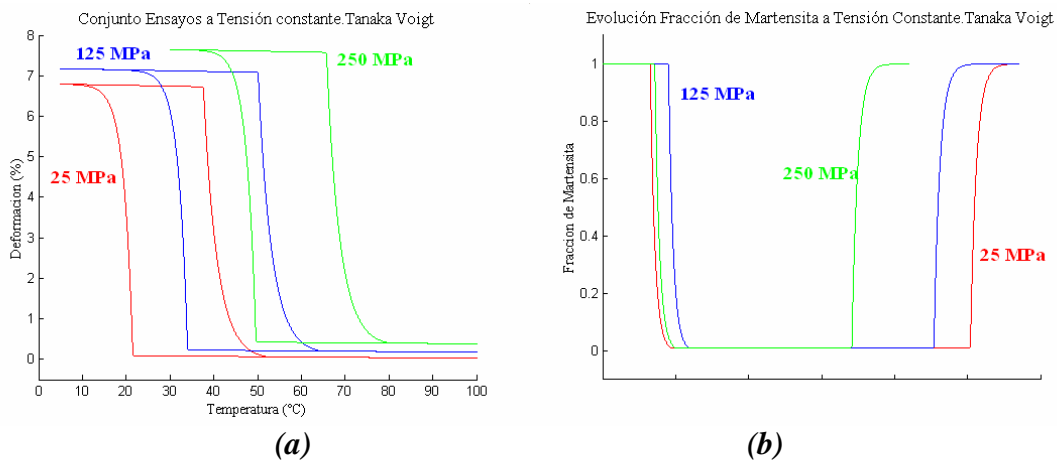 Conjunto Ensayos a Tensión constante.Tanaka Voigt
8
7
6
5
4
3
2
1
0
Deformacion (%)
125 MPa
250 MPa
25 MPa
0 10 20 30 40 50 60 70 80 90 100
Temperatura (°C)
(a)
Evolución Fracción de Martensita a Tensión Constante.Tanaka Voigt
1
0.8
0.6
0.4
0.2
0
Fraccion de Martensita
125 MPa
250 MPa
25 MPa
(b)